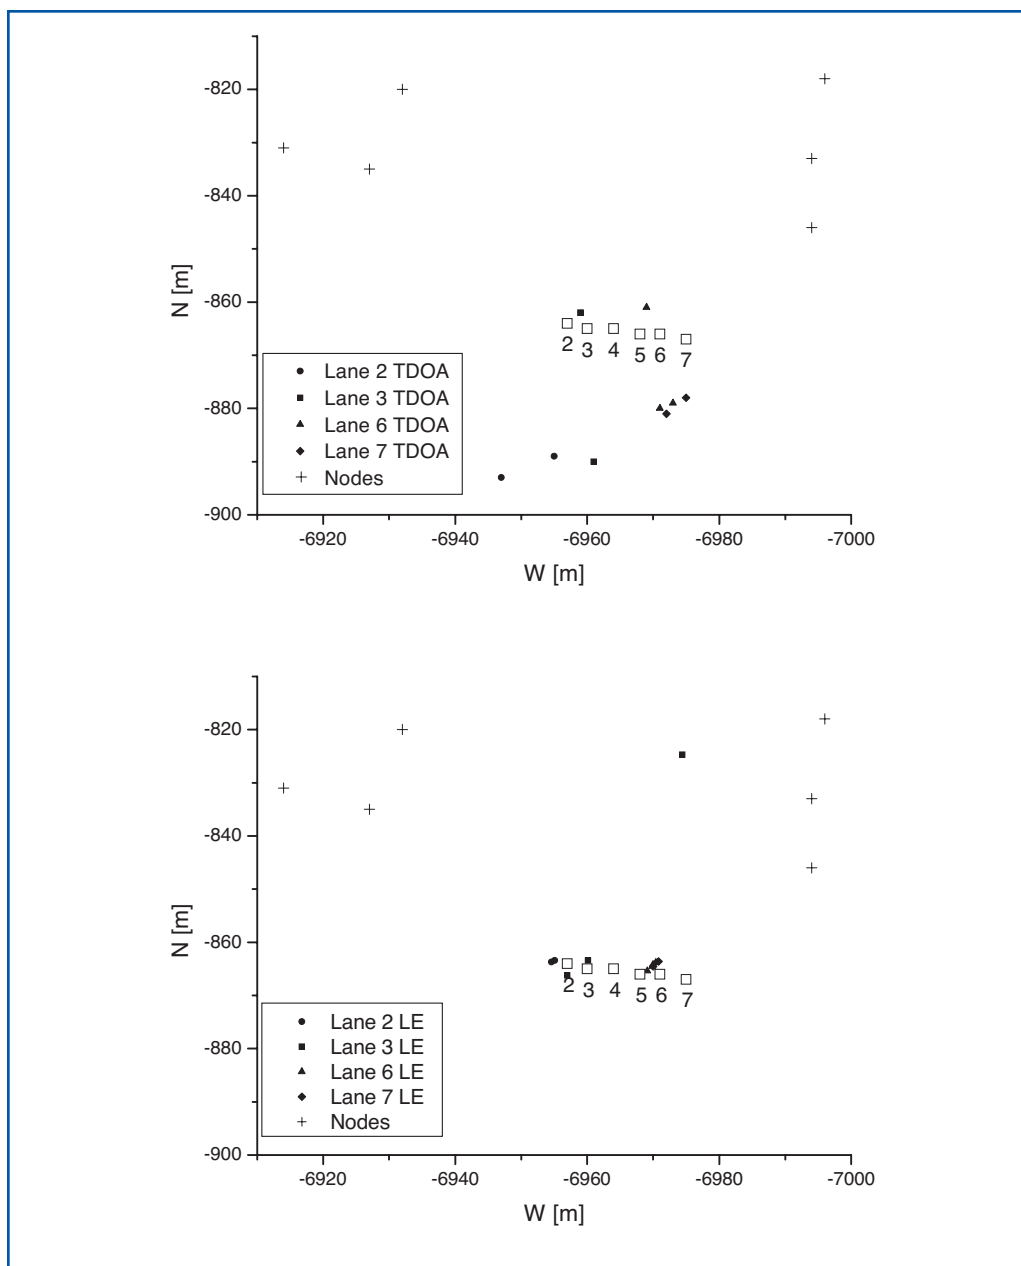 -820
-840
N [m]
-860
2 3 4 5 6 7
Lane 2 TDOA
Lane 3 TDOA
-880
Lane 6 TDOA
Lane 7 TDOA
Nodes
-900
-6920 -6940 -6960 -6980 -7000
W [m]
-820
-840
N [m]
-860
2 3 4 5 6 7
Lane 2 LE
-880
Lane 3 LE
Lane 6 LE
Lane 7 LE
Nodes
-900
-6920 -6940 -6960 -6980 -7000
W [m]